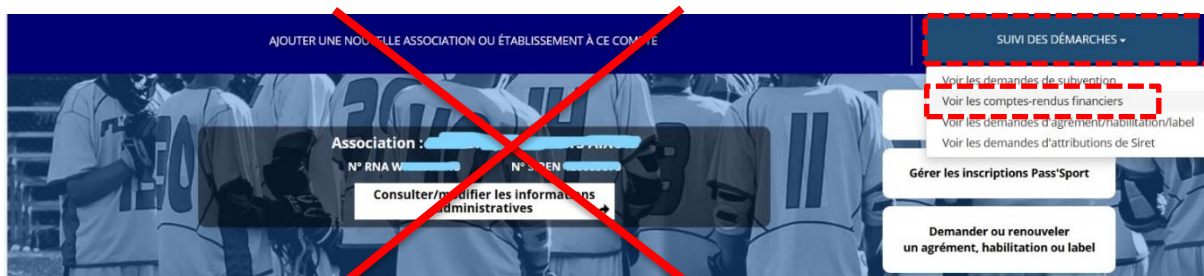 AJOUTER UNE NOUVELLE ASSOCIATION OU ÉTABLISSEMENT À CE COMPTE
SUIVI DES DÉMARCHES
Voir les demandes de subvention
Voir les comptes-rendus financiers
Voir les demandes d'agrément/habilitation/label
Voir les demandes d'attributions de Siret
Association :
N° RNA W
N° SIREN
Consulter/modifier les informations
administratives
Gérer les inscriptions Pass'Sport
Demander ou renouveler
un agrément, habilitation ou label